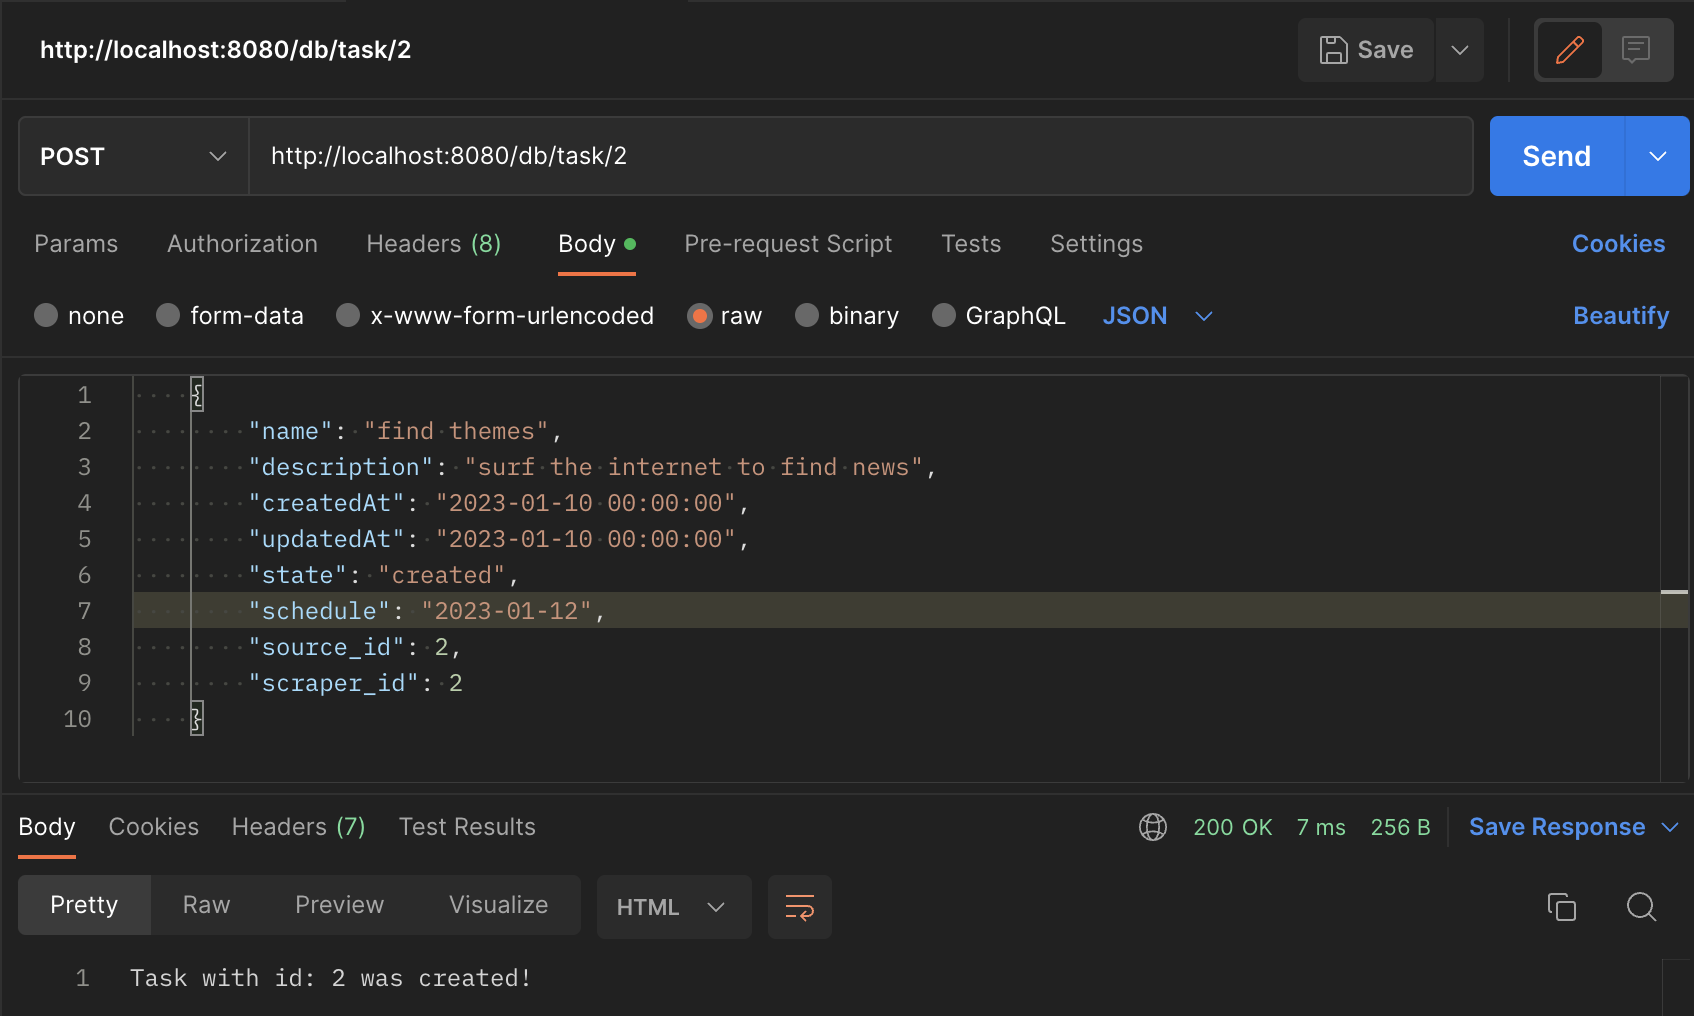 http://localhost:8080/db/task/2
Save
POST
http://localhost:8080/db/task/2
Send
Params Authorization Headers (8) Body Pre-request Script Tests Settings Cookies
none form-data x-www-form-urlencoded raw binary GraphQL JSON Beautify
1 {
2 "name": "find themes",
3 "description": "surf the internet to find news",
4 "createdAt": "2023-01-10 00:00:00",
5 "updatedAt": "2023-01-10 00:00:00",
6 "state": "created",
7 "schedule": "2023-01-12",
8 "source_id": 2,
9 "scraper_id": 2
10 }
Body Cookies Headers (7) Test Results 200 OK 7 ms 256 B Save Response
Pretty Raw Preview Visualize HTML
1 Task with id: 2 was created!